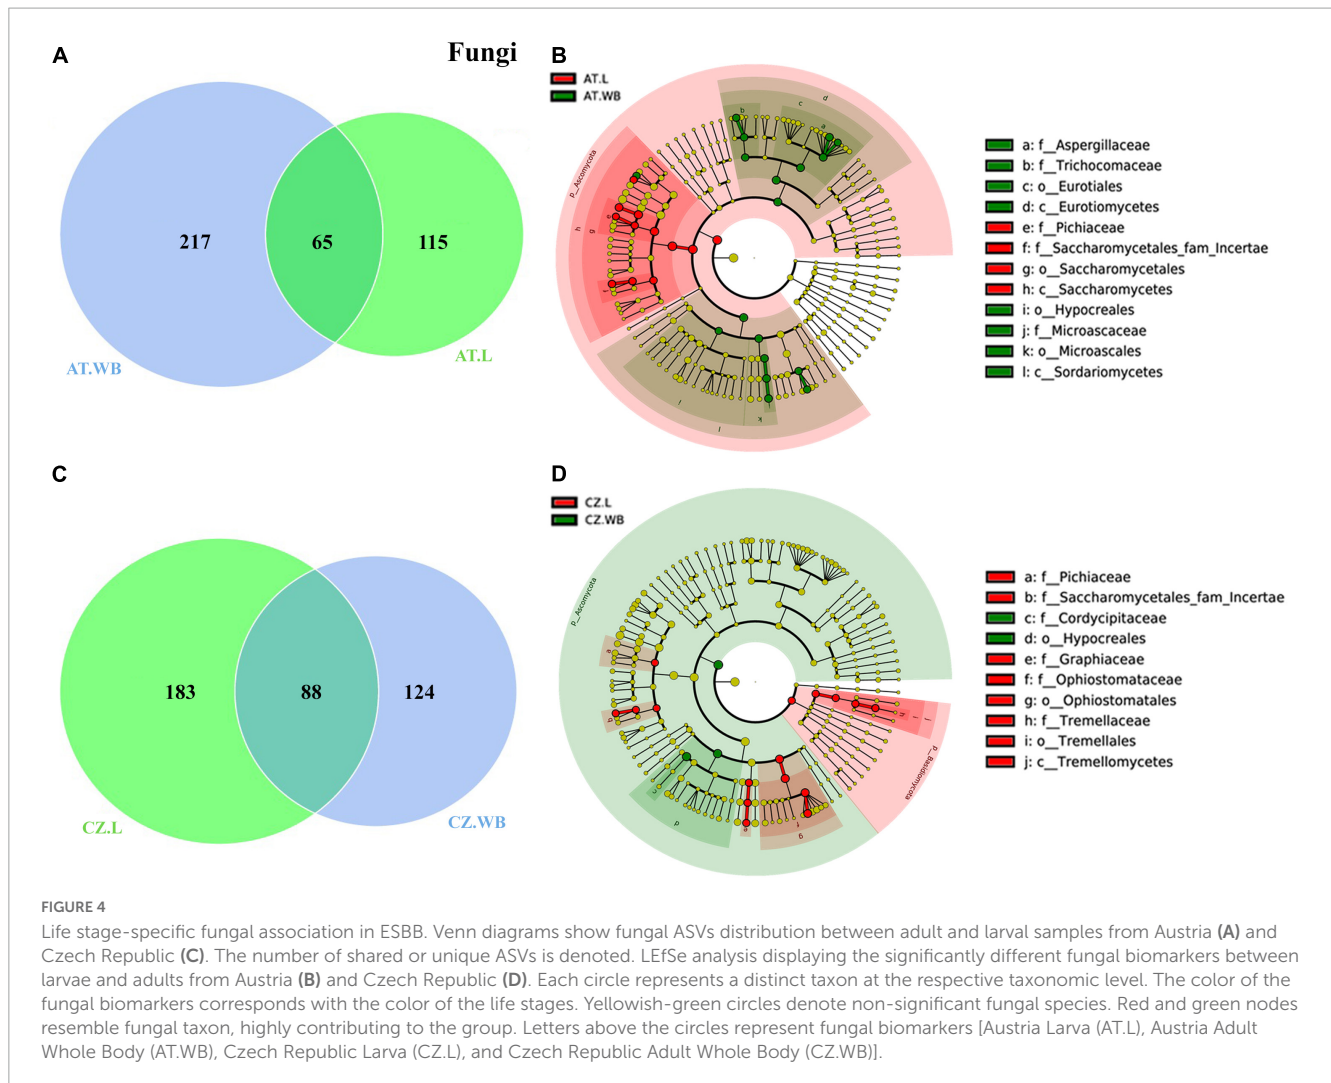 A
Fungi
217
65
115
AT.WB
AT.L
B
AT.L
AT.WB
p__Ascomycota
h
g
e
f
b
c
a
d
i
l
k
a: f__Aspergillaceae
b: f__Trichocomaceae
c: o__Eurotiales
d: c__Eurotiomycetes
e: f__Pichiaceae
f: f__Saccharomycetales_fam_Incertae
g: o__Saccharomycetales
h: c__Saccharomycetes
i: o__Hypocreales
j: f__Microascaceae
k: o__Microascales
l: c__Sordariomycetes
C
183
88
124
CZ.L
CZ.WB
D
CZ.L
CZ.WB
p__Ascomycota
a
b
c
d
e
f
g
h
i
j
p__Basidiomycota
a: f__Pichiaceae
b: f__Saccharomycetales_fam_Incertae
c: f__Cordycipitaceae
d: o__Hypocreales
e: f__Graphiaceae
f: f__Ophiostomataceae
g: o__Ophiostomatales
h: f__Tremellaceae
i: o__Tremellales
j: c__Tremellomycetes
FIGURE 4
Life stage-specific fungal association in ESBB. Venn diagrams show fungal ASVs distribution between adult and larval samples from Austria (A) and
Czech Republic (C). The number of shared or unique ASVs is denoted. LEfSe analysis displaying the significantly different fungal biomarkers between
larvae and adults from Austria (B) and Czech Republic (D). Each circle represents a distinct taxon at the respective taxonomic level. The color of the
fungal biomarkers corresponds with the color of the life stages. Yellowish-green circles denote non-significant fungal species. Red and green nodes
resemble fungal taxon, highly contributing to the group. Letters above the circles represent fungal biomarkers [Austria Larva (AT.L), Austria Adult
Whole Body (AT.WB), Czech Republic Larva (CZ.L), and Czech Republic Adult Whole Body (CZ.WB)].